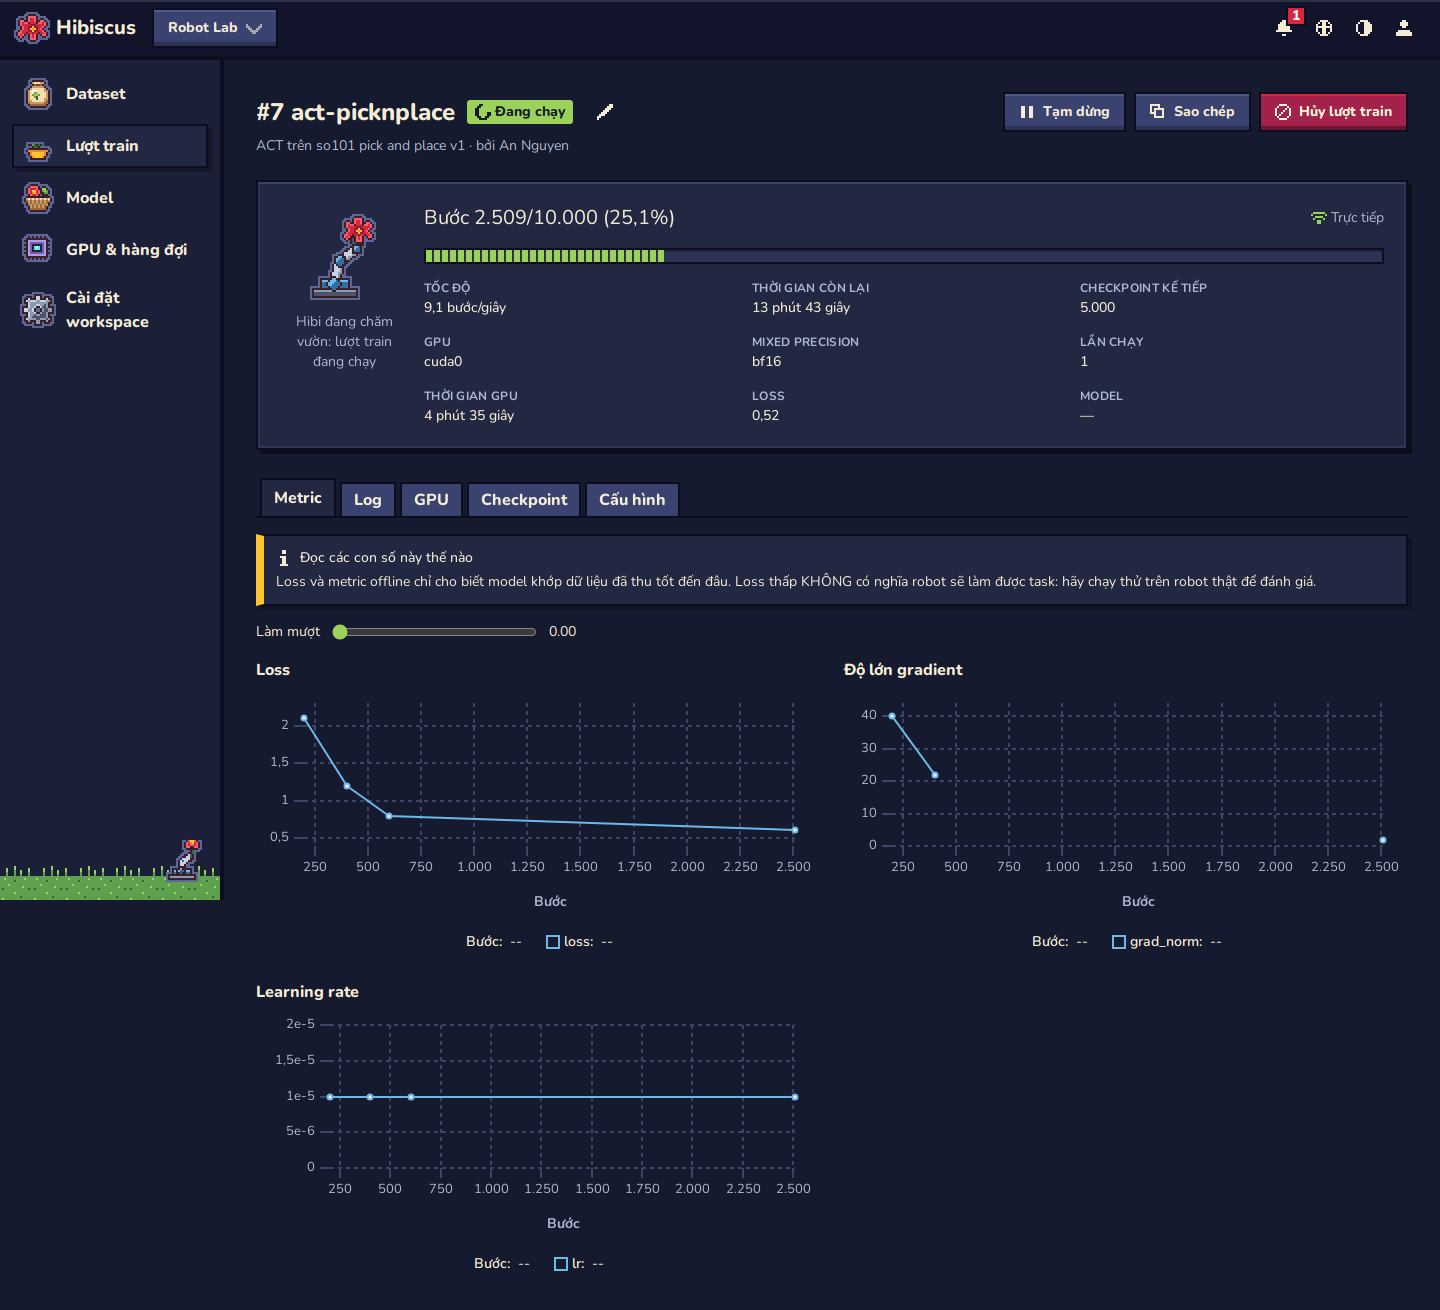 Hibiscus
Robot Lab
1
Dataset
Lượt train
Model
GPU & hàng đợi
Cài đặt
workspace
#7 act-picknplace
Đang chạy
Tạm dừng
Sao chép
Hủy lượt train
ACT trên so101 pick and place v1 · bởi An Nguyen
Hibi đang chăm
vườn: lượt train
đang chạy
Bước 2.509/10.000 (25,1%)
Trực tiếp
TỐC ĐỘ
9,1 bước/giây
THỜI GIAN CÒN LẠI
13 phút 43 giây
CHECKPOINT KẾ TIẾP
5.000
GPU
cuda0
MIXED PRECISION
bf16
LẦN CHẠY
1
THỜI GIAN GPU
4 phút 35 giây
LOSS
0,52
MODEL
—
Metric
Log
GPU
Checkpoint
Cấu hình
Đọc các con số này thế nào
Loss và metric offline chỉ cho biết model khớp dữ liệu đã thu tốt đến đâu. Loss thấp KHÔNG có nghĩa robot sẽ làm được task: hãy chạy thử trên robot thật để đánh giá.
Làm mượt
0.00
Loss
2
1,5
1
0,5
250 500 750 1.000 1.250 1.500 1.750 2.000 2.250 2.500
Bước
Bước: -- loss: --
Độ lớn gradient
40
30
20
10
0
250 500 750 1.000 1.250 1.500 1.750 2.000 2.250 2.500
Bước
Bước: -- grad_norm: --
Learning rate
2e-5
1,5e-5
1e-5
5e-6
0
250 500 750 1.000 1.250 1.500 1.750 2.000 2.250 2.500
Bước
Bước: -- lr: --